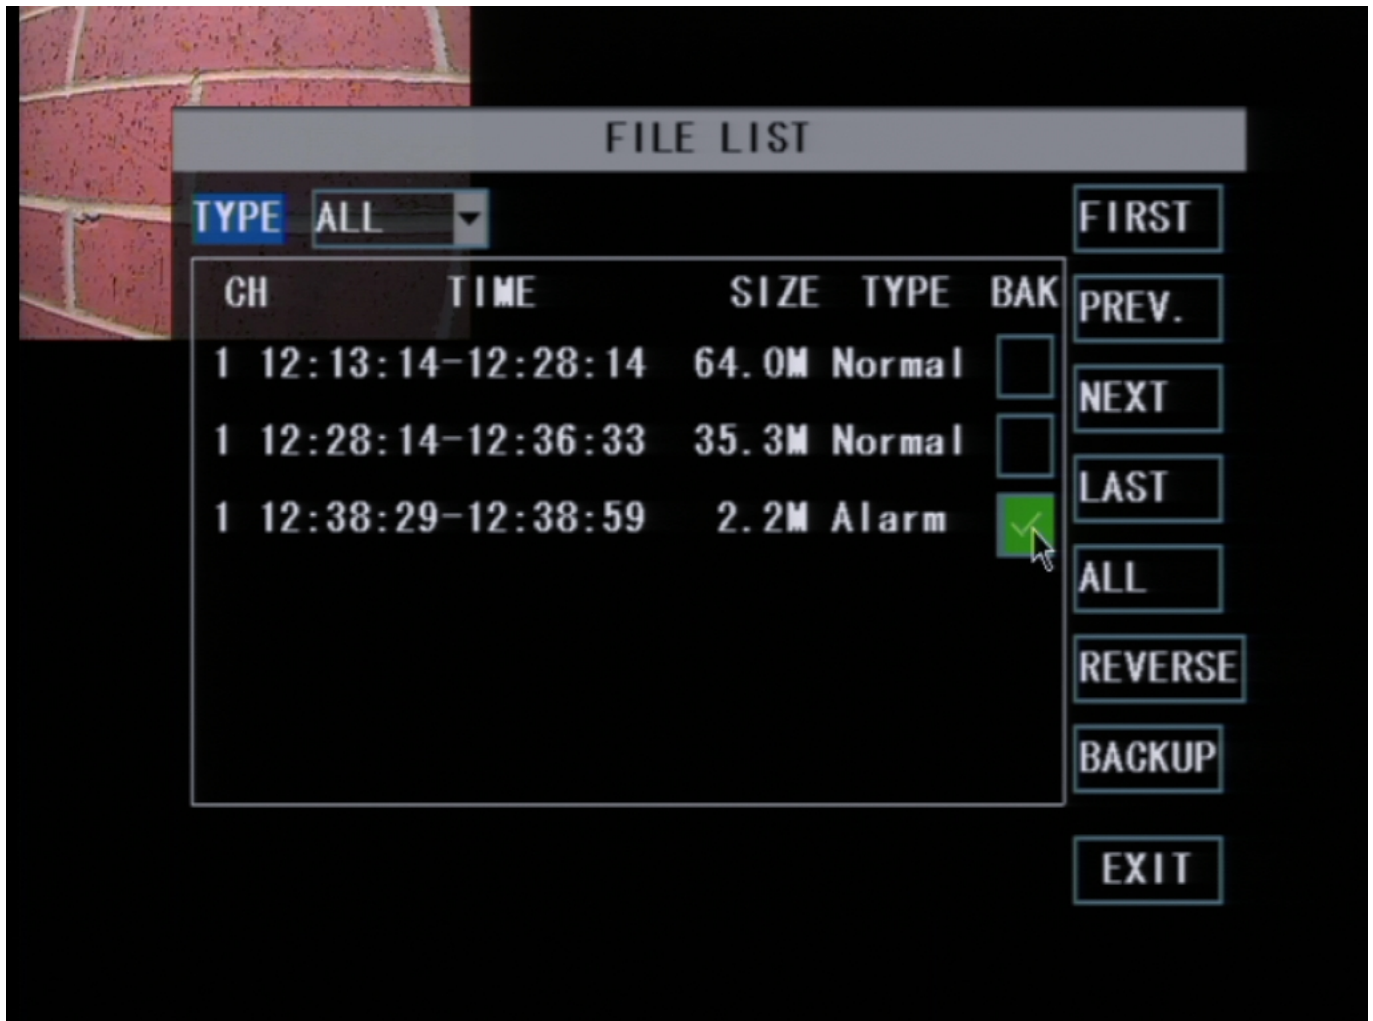 FILE LIST
TYPE ALL
FIRST
CH TIME SIZE TYPE BAK
PREV.
1 12:13:14-12:28:14 64.0M Normal
NEXT
1 12:28:14-12:36:33 35.3M Normal
LAST
1 12:38:29-12:38:59 2.2M Alarm
ALL
REVERSE
BACKUP
EXIT